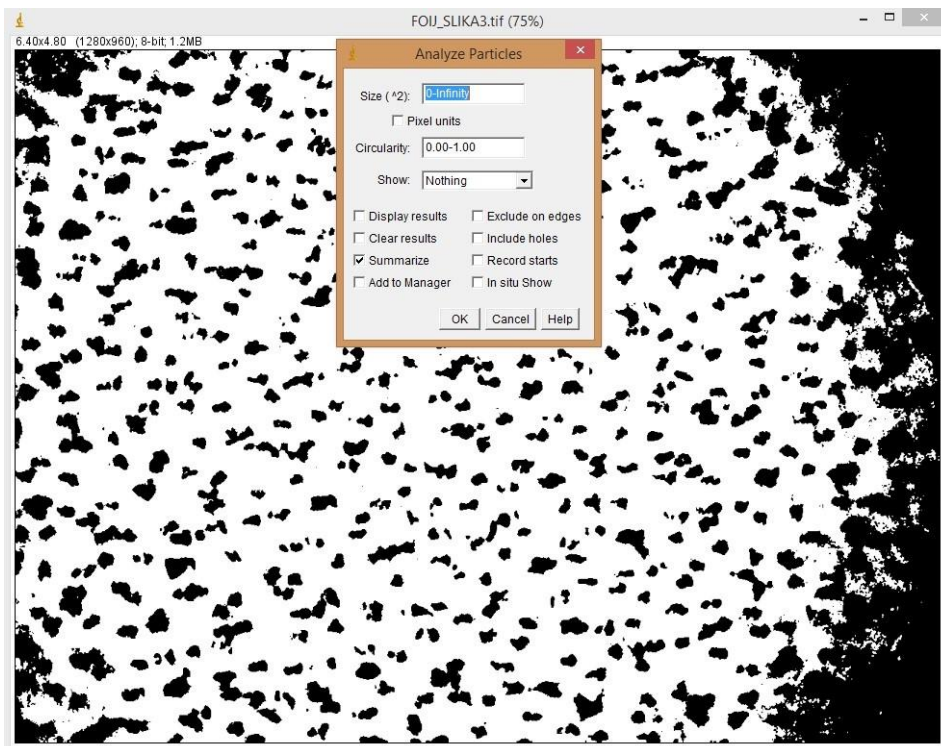 FOIJ_SLIKA3.tif (75%)
6.40x4.80 (1280x960); 8-bit; 1.2MB
Analyze Particles
Size ( ^2): 0-Infinity
Pixel units
Circularity: 0.00-1.00
Show: Nothing
Display results Exclude on edges
Clear results Include holes
Summarize Record starts
Add to Manager In situ Show
OK Cancel Help